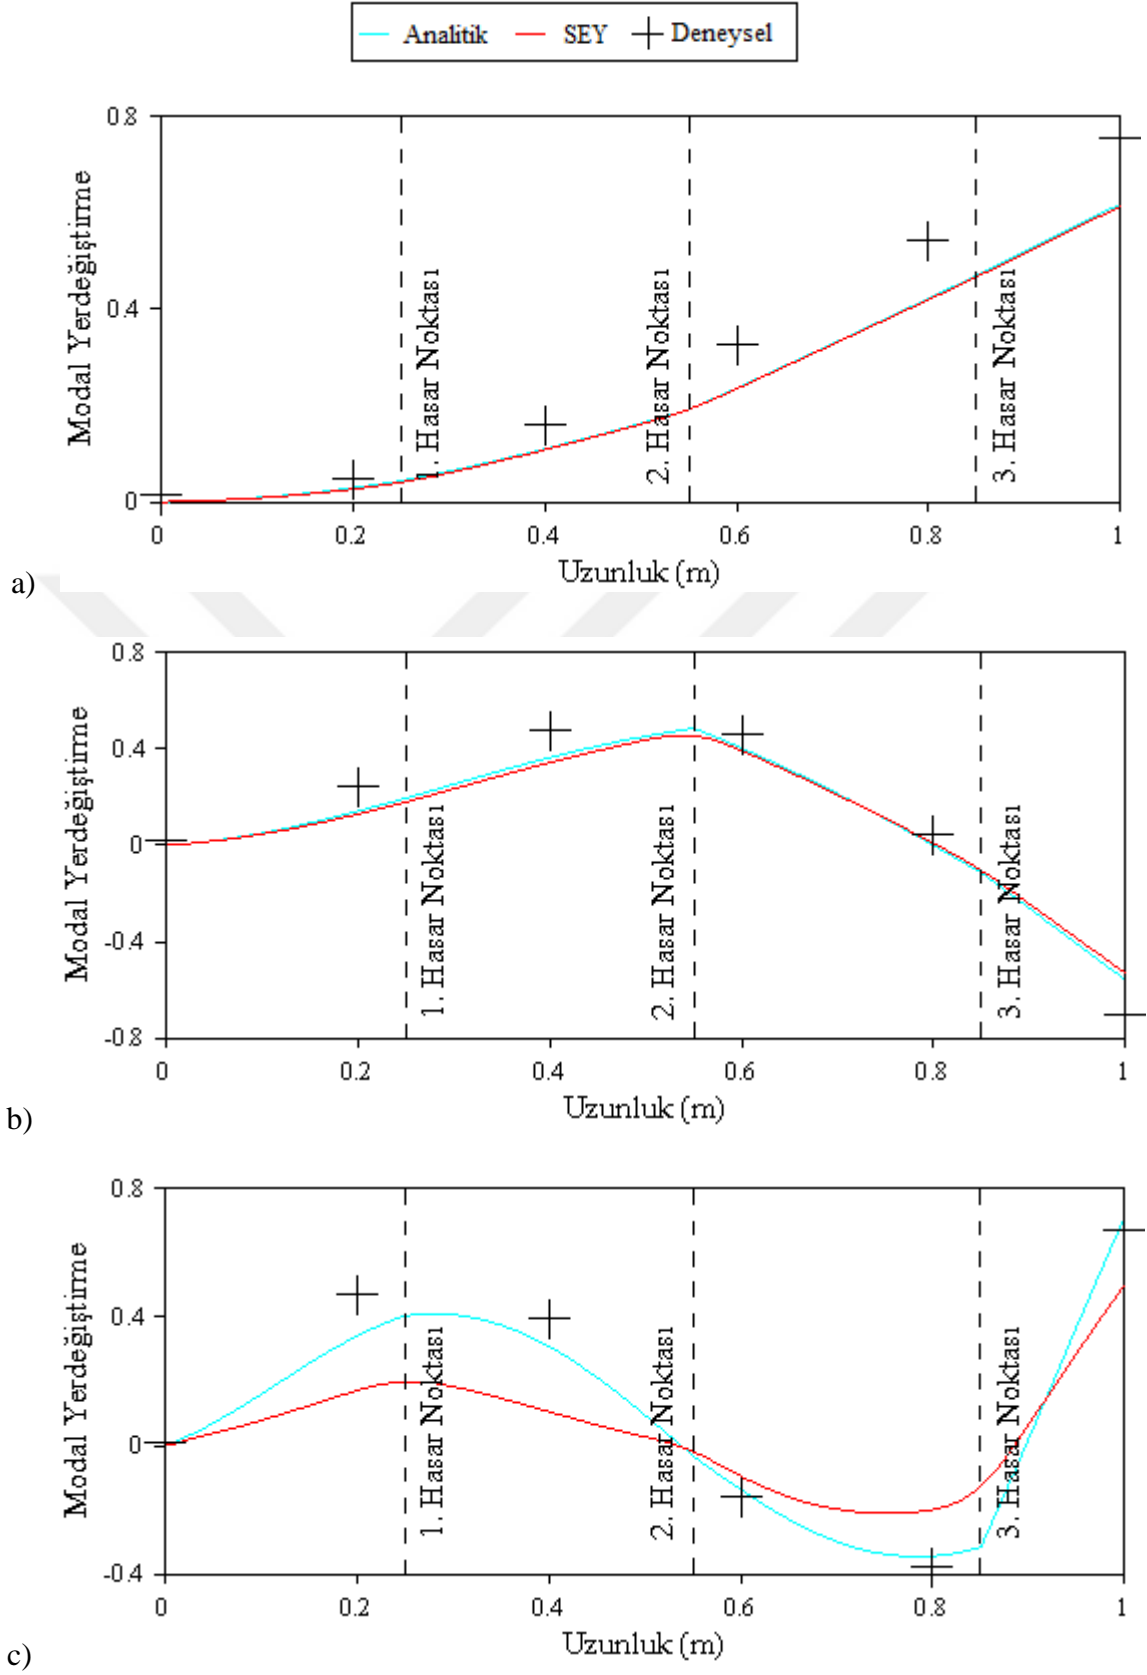 Analitik SEY Deneysel
0.8
0.4
0
Modal Yerdeğiştirme
1. Hasar Noktası
2. Hasar Noktası
3. Hasar Noktası
0 0.2 0.4 0.6 0.8 1
Uzunluk (m)
a)
0.8
0.4
0
-0.4
-0.8
Modal Yerdeğiştirme
1. Hasar Noktası
2. Hasar Noktası
3. Hasar Noktası
0 0.2 0.4 0.6 0.8 1
Uzunluk (m)
b)
0.8
0.4
0
-0.4
Modal Yerdeğiştirme
1. Hasar Noktası
2. Hasar Noktası
3. Hasar Noktası
0 0.2 0.4 0.6 0.8 1
Uzunluk (m)
c)